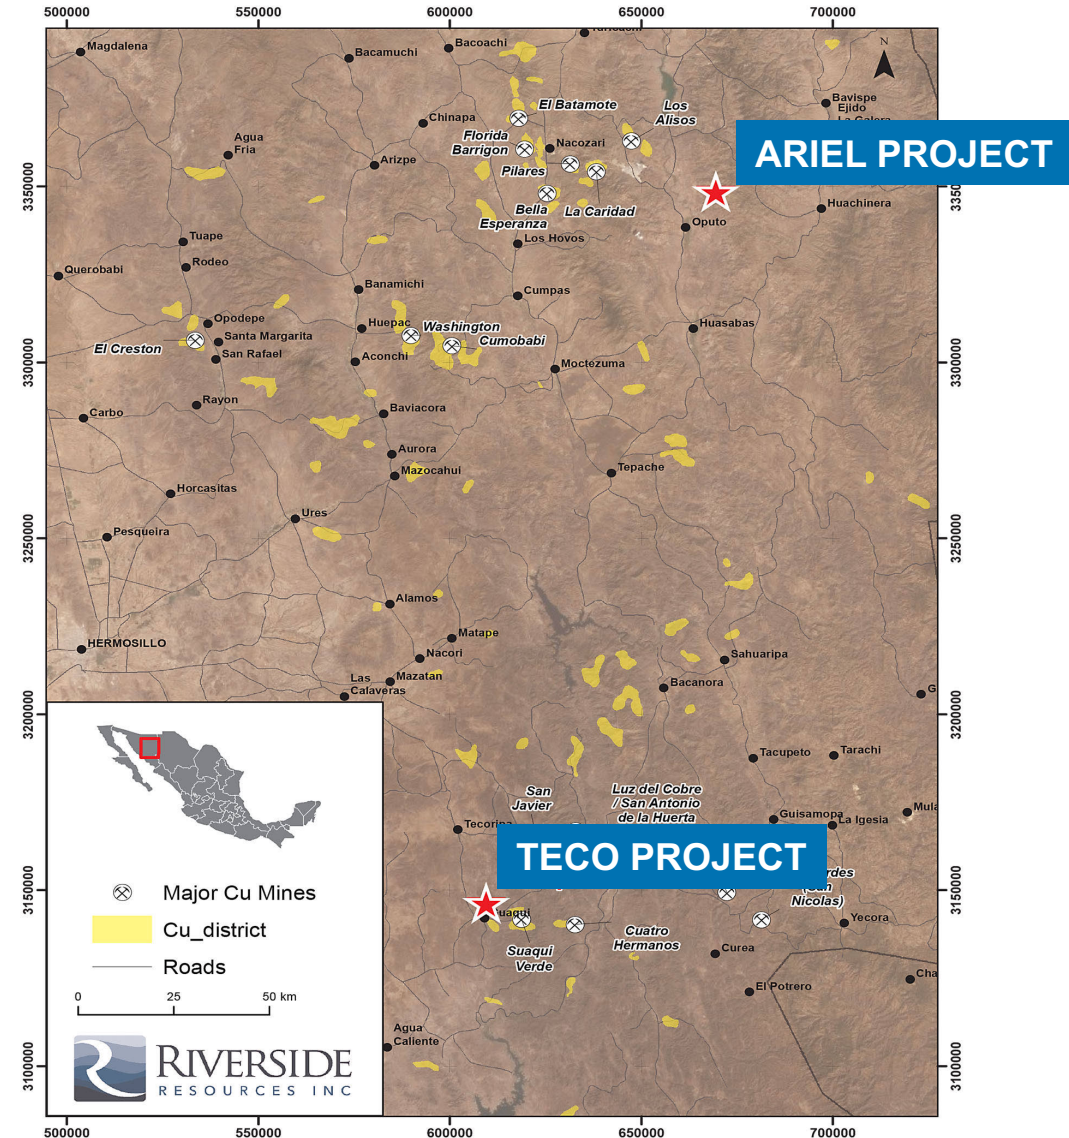 500000
550000
600000
650000
700000
Magdalena
Bacamuchi
Bacoachi
N
El Batamote
Los
Alisos
Bavispe
Ejido
Chinapa
Agua
Fria
Florida
Barrigon
Nacozari
ARIEL PROJECT
Arizpe
Pilares
3350000
Bella
Esperanza
La Caridad
Huachinera
Oputo
Tuape
Los Hovos
Rodeo
Querobabi
Banamichi
Cumpas
Opodepe
Huepac
Washington
Huasabas
Santa Margarita
El Creston
Cumobabi
San Rafael
Aconchi
3300000
3300000
Moctezuma
Rayon
Carbo
Baviacora
Aurora
Mazocahui
Tepache
Horcasitas
Ures
Pesqueira
3250000
3250000
Alamos
Matape
HERMOSILLO
Nacori
Sahuaripa
Las
Calaveras
Mazatan
Bacanora
3200000
3200000
Tacupeto
Tarachi
San
Javier
Luz del Cobre
/ San Antonio
de la Huerta
Guisamopa
La Igesia
TECO PROJECT
Nicolas)
3150000
3150000
Yecora
Suaqui
Verde
Cuatro
Hermanos
Curea
El Potrero
Agua
Caliente
3100000
3100000
Major Cu Mines
Cu_district
Roads
0
25
50 km
RIVERSIDE
RESOURCES INC
500000
550000
600000
650000
700000